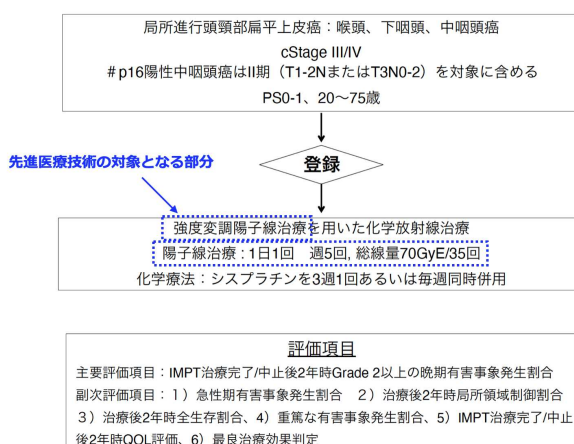 局所進行頭頸部扁平上皮癌：喉頭、下咽頭、中咽頭癌
cStage III/IV
＃p16陽性中咽頭癌はII期（T1-2NまたはT3N0-2）を対象に含める
PS0-1、20〜75歳
先進医療技術の対象となる部分
登録
強度変調陽子線治療を用いた化学放射線治療
陽子線治療：1日1回　週5回, 総線量70GyE/35回
化学療法：シスプラチンを3週1回あるいは毎週同時併用
評価項目
主要評価項目：IMPT治療完了/中止後2年時Grade 2以上の晩期有害事象発生割合
副次評価項目：１）急性期有害事象発生割合　２）治療後2年時局所領域制御割合
３）治療後2年時全生存割合、4）重篤な有害事象発生割合、5）IMPT治療完了/中止
後2年時QOL評価、6）最良治療効果判定